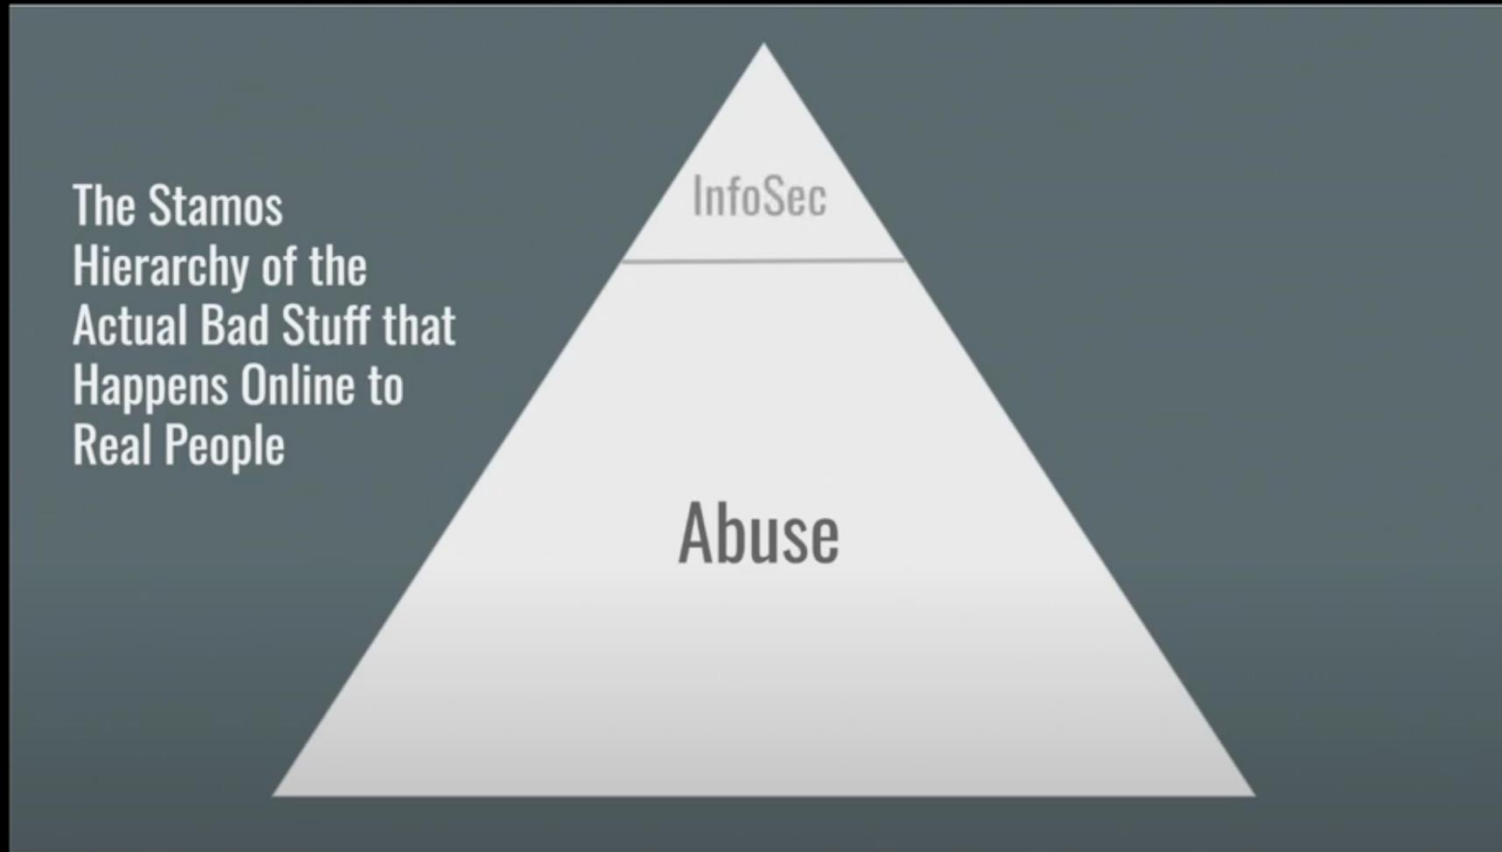 The Stamos
Hierarchy of the
Actual Bad Stuff that
Happens Online to
Real People
InfoSec
Abuse